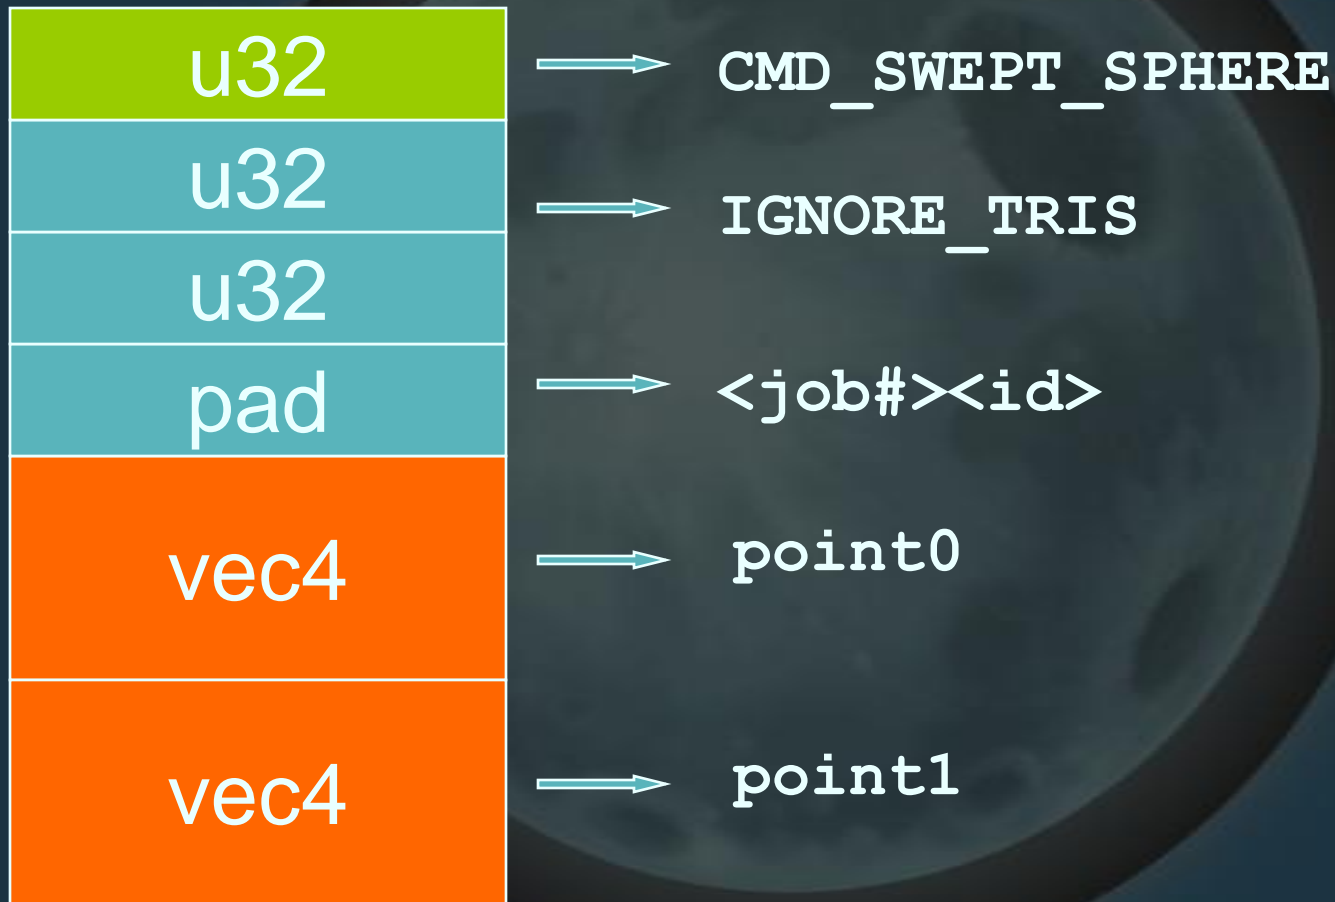 u32 CMD_SWEPT_SPHERE
u32 IGNORE_TRIS
u32
pad <job#><id>
vec4 point0
vec4 point1